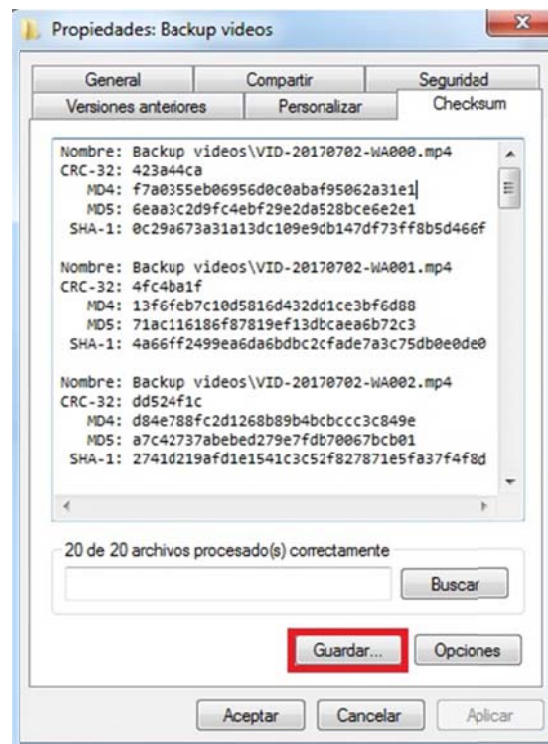 Propiedades: Backup videos
General Compartir Seguridad
Versiones anteriores Personalizar Checksum
Nombre: Backup videos\VID-20170702-WA000.mp4
CRC-32: 423a44ca
MD4: f7a0355eb06956d0c0abaf95062a31e1
MD5: 6eaa3c2d9fc4ebf29e2da528bce6e2e1
SHA-1: 0c29a673a31a13dc109e9db147df73ff8b5d466f
Nombre: Backup videos\VID-20170702-WA001.mp4
CRC-32: 4fc4ba1f
MD4: 13f6feb7c10d5816d432dd1ce3bf6d88
MD5: 71ac116186f87819ef13dbcaea6b72c3
SHA-1: 4a66ff2499ea6da6bdbc2cfade7a3c75db0e0de0
Nombre: Backup videos\VID-20170702-WA002.mp4
CRC-32: dd524f1c
MD4: d84e788fc2d1268b89b4bcbccc3c849e
MD5: a7c42737abebed279e7fdb70067bcb01
SHA-1: 2741d219afd1e1541c3c52f827871e5fa37f4f8d
20 de 20 archivos procesado(s) correctamente
Buscar
Guardar... Opciones
Aceptar Cancelar Aplicar